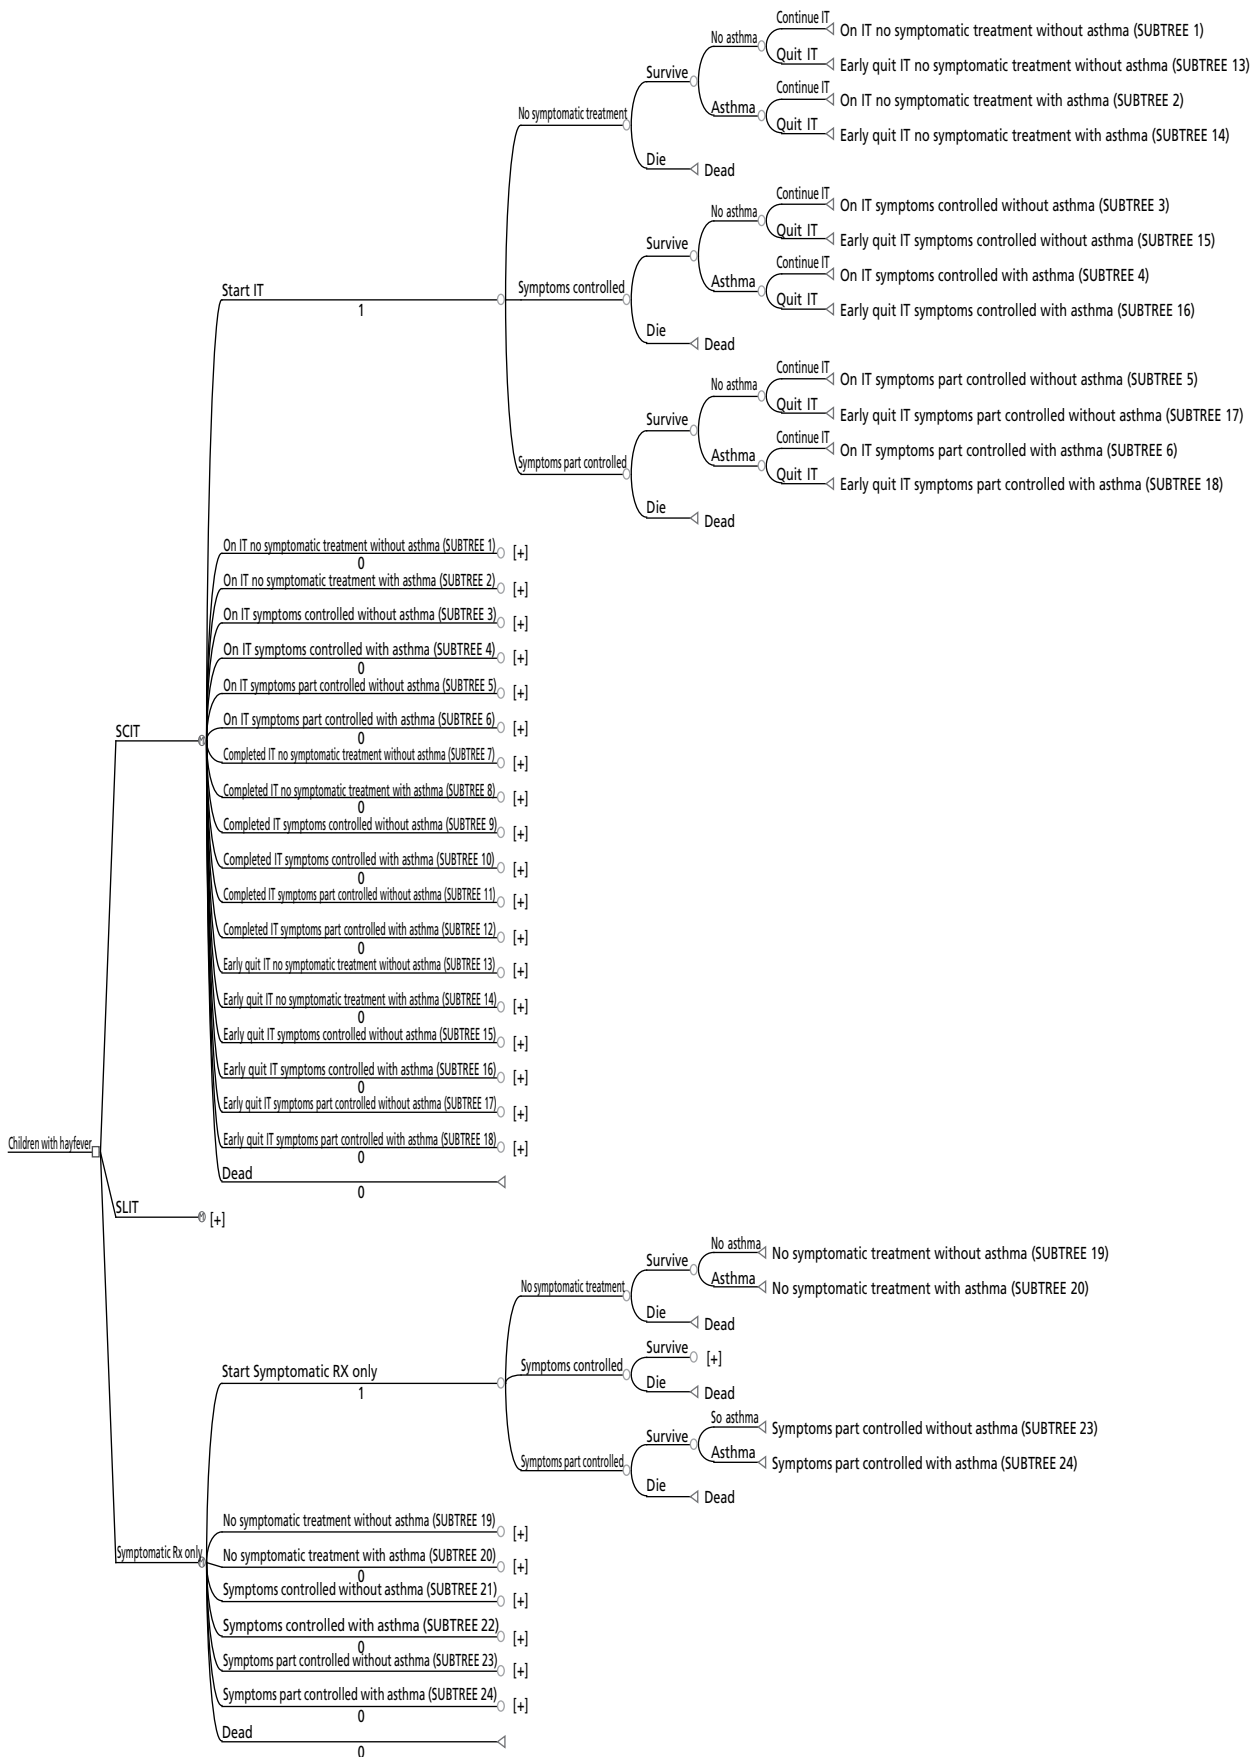 Continue IT
On IT no symptomatic treatment without asthma (SUBTREE 1)
No asthma
Quit IT
Early quit IT no symptomatic treatment without asthma (SUBTREE 13)
Survive
Continue IT
On IT no symptomatic treatment with asthma (SUBTREE 2)
Asthma
No symptomatic treatment
Quit IT
Early quit IT no symptomatic treatment with asthma (SUBTREE 14)
Die
Dead
Continue IT
On IT symptoms controlled without asthma (SUBTREE 3)
No asthma
Quit IT
Early quit IT symptoms controlled without asthma (SUBTREE 15)
Survive
Continue IT
On IT symptoms controlled with asthma (SUBTREE 4)
Asthma
Start IT
1
Symptoms controlled
Quit IT
Early quit IT symptoms controlled with asthma (SUBTREE 16)
Die
Dead
Continue IT
On IT symptoms part controlled without asthma (SUBTREE 5)
No asthma
Quit IT
Early quit IT symptoms part controlled without asthma (SUBTREE 17)
Survive
Continue IT
On IT symptoms part controlled with asthma (SUBTREE 6)
Asthma
Symptoms part controlled
Quit IT
Early quit IT symptoms part controlled with asthma (SUBTREE 18)
Die
Dead
On IT no symptomatic treatment without asthma (SUBTREE 1) [+]
0
On IT no symptomatic treatment with asthma (SUBTREE 2) [+]
On IT symptoms controlled without asthma (SUBTREE 3) [+]
On IT symptoms controlled with asthma (SUBTREE 4) [+]
0
On IT symptoms part controlled without asthma (SUBTREE 5) [+]
On IT symptoms part controlled with asthma (SUBTREE 6) [+]
0
SCIT
Completed IT no symptomatic treatment without asthma (SUBTREE 7) [+]
Completed IT no symptomatic treatment with asthma (SUBTREE 8) [+]
0
Completed IT symptoms controlled without asthma (SUBTREE 9) [+]
Completed IT symptoms controlled with asthma (SUBTREE 10) [+]
0
Completed IT symptoms part controlled without asthma (SUBTREE 11) [+]
Completed IT symptoms part controlled with asthma (SUBTREE 12) [+]
0
Early quit IT no symptomatic treatment without asthma (SUBTREE 13) [+]
Early quit IT no symptomatic treatment with asthma (SUBTREE 14) [+]
0
Early quit IT symptoms controlled without asthma (SUBTREE 15) [+]
Early quit IT symptoms controlled with asthma (SUBTREE 16) [+]
0
Early quit IT symptoms part controlled without asthma (SUBTREE 17) [+]
Early quit IT symptoms part controlled with asthma (SUBTREE 18) [+]
0
Children with hayfever
Dead
0
SLIT [+]
No asthma
No symptomatic treatment without asthma (SUBTREE 19)
Survive
Asthma
No symptomatic treatment with asthma (SUBTREE 20)
No symptomatic treatment
Die
Dead
Survive
[+]
Start Symptomatic RX only
1
Symptoms controlled
Die
Dead
So asthma
Symptoms part controlled without asthma (SUBTREE 23)
Survive
Asthma
Symptoms part controlled with asthma (SUBTREE 24)
Symptoms part controlled
Die
Dead
No symptomatic treatment without asthma (SUBTREE 19) [+]
Symptomatic Rx only
No symptomatic treatment with asthma (SUBTREE 20) [+]
0
Symptoms controlled without asthma (SUBTREE 21) [+]
Symptoms controlled with asthma (SUBTREE 22) [+]
0
Symptoms part controlled without asthma (SUBTREE 23) [+]
Symptoms part controlled with asthma (SUBTREE 24) [+]
0
Dead
0